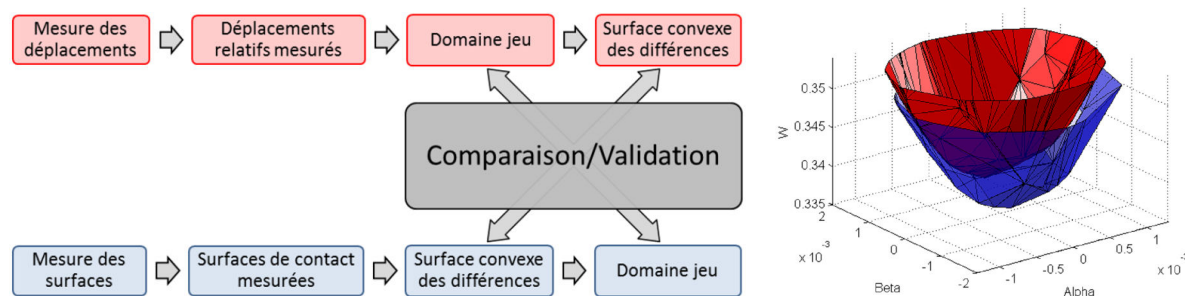 Mesure des
déplacements
Déplacements
relatifs mesurés
Domaine jeu
Surface convexe
des différences
Comparaison/Validation
Mesure des
surfaces
Surfaces de contact
mesurées
Surface convexe
des différences
Domaine jeu
W
0.35
0.345
0.34
0.335
2
1
0
-1
-2
x 10
-3
Beta
-1
-0.5
0
0.5
1
x 10
Alpha